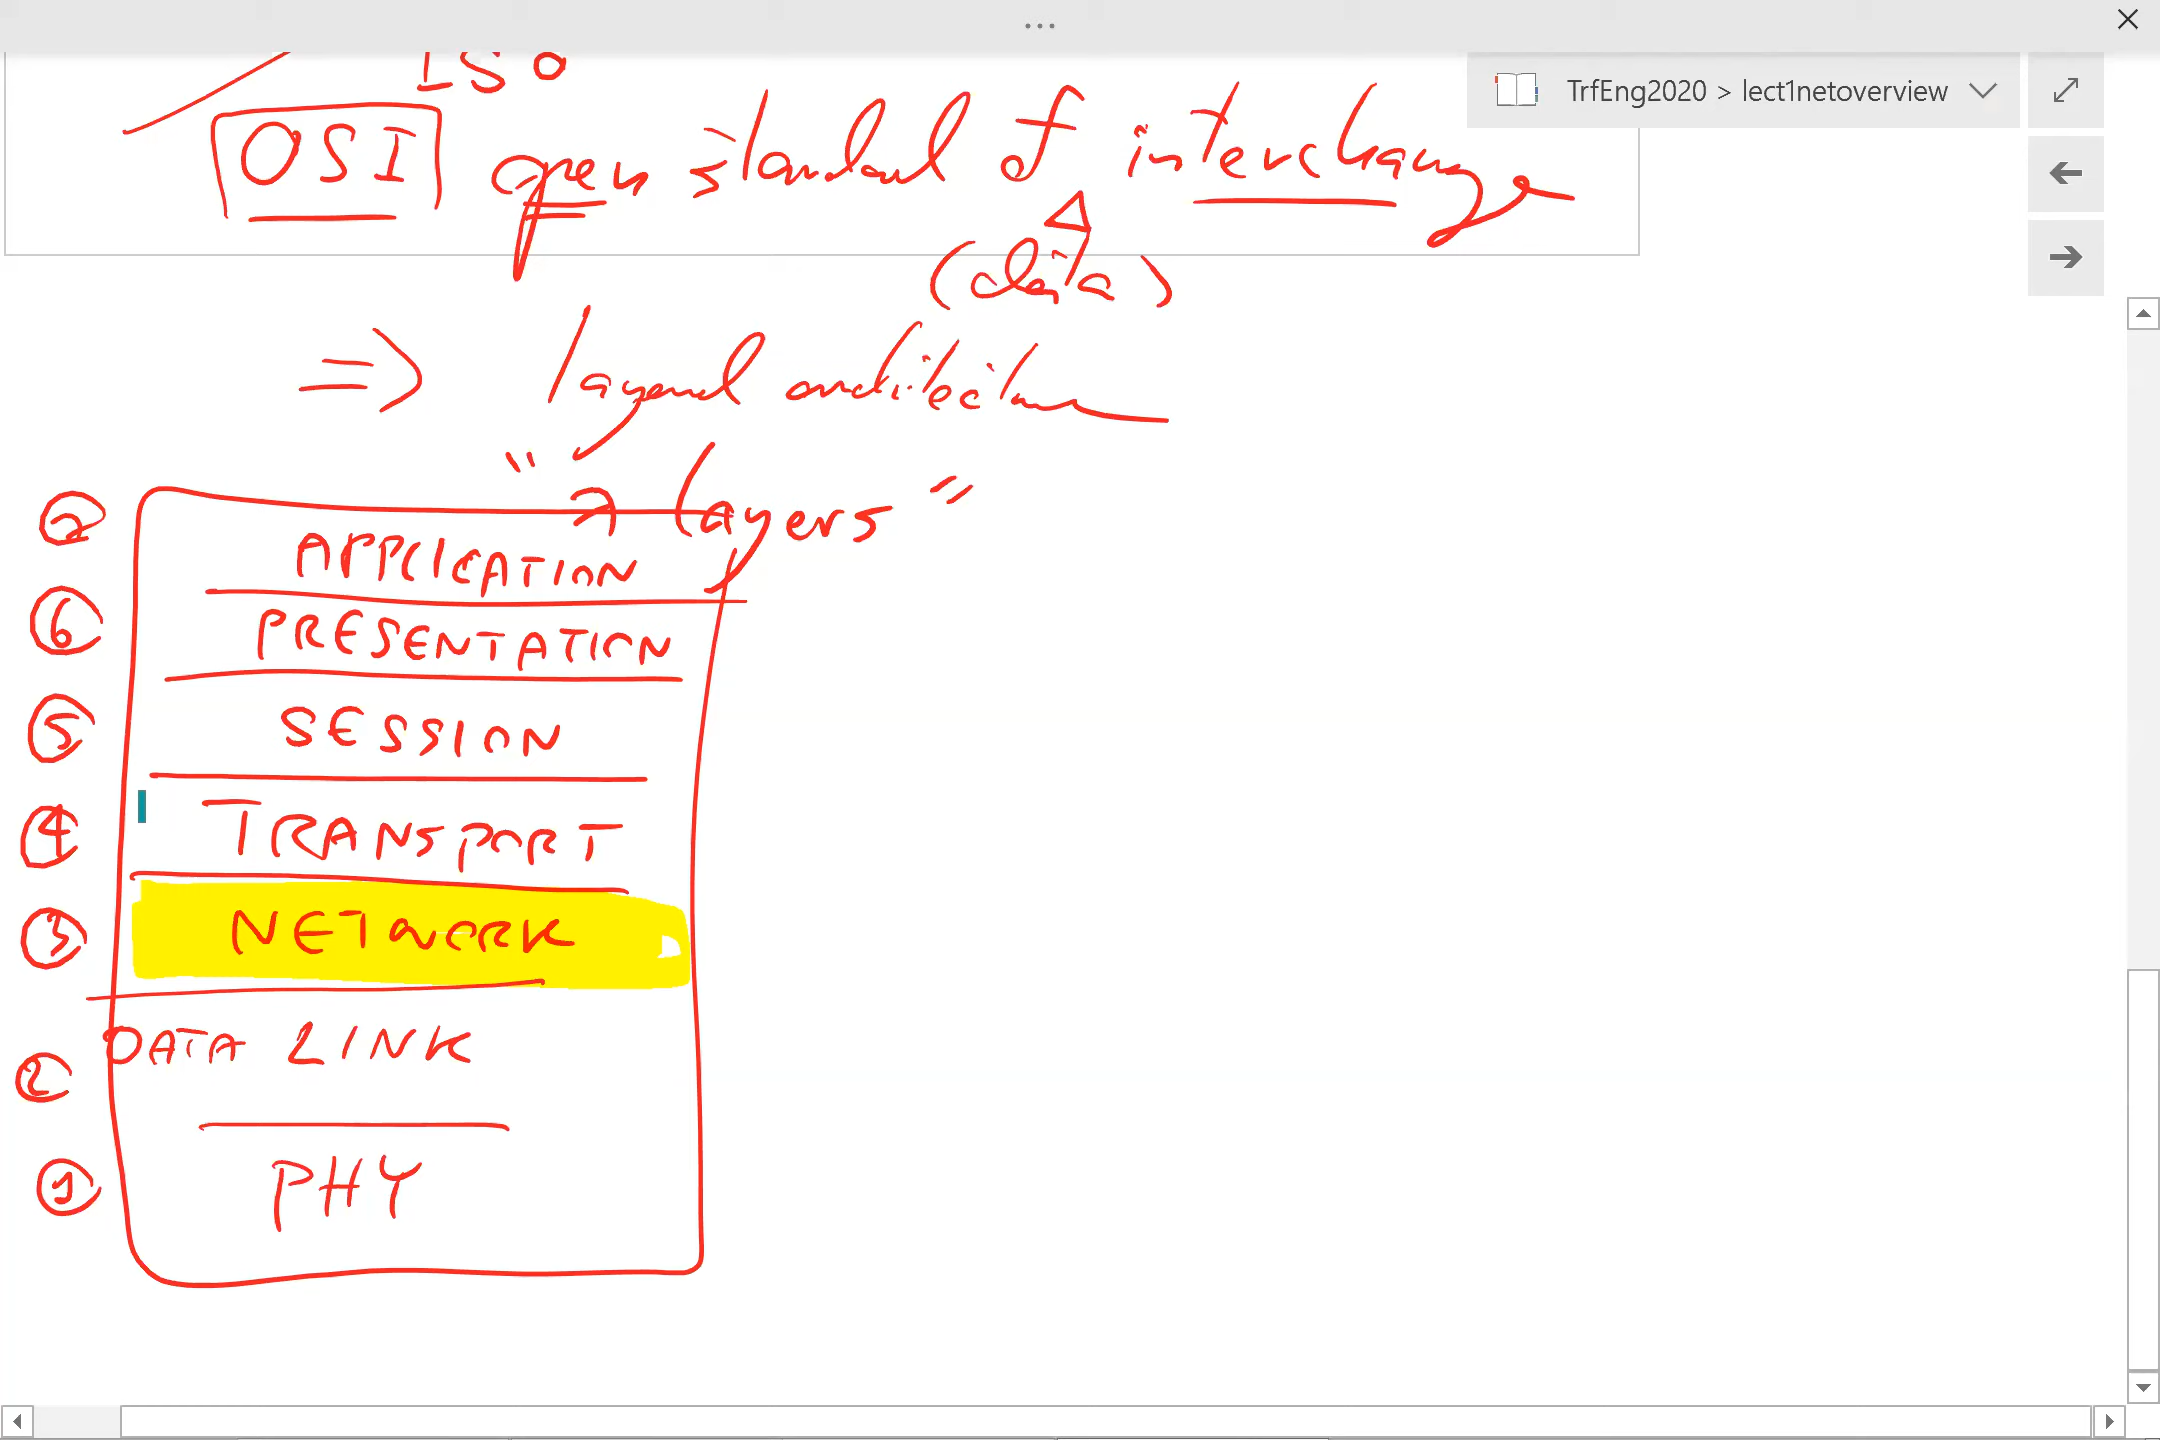 TrfEng2020 > lect1netoverview
ISO
OSI open standard of interchange
(data)
=> layered architecture
"7 layers"
7 APPLICATION
6 PRESENTATION
5 SESSION
4 TRANSPORT
3 NETWORK
2 DATA LINK
1 PHY